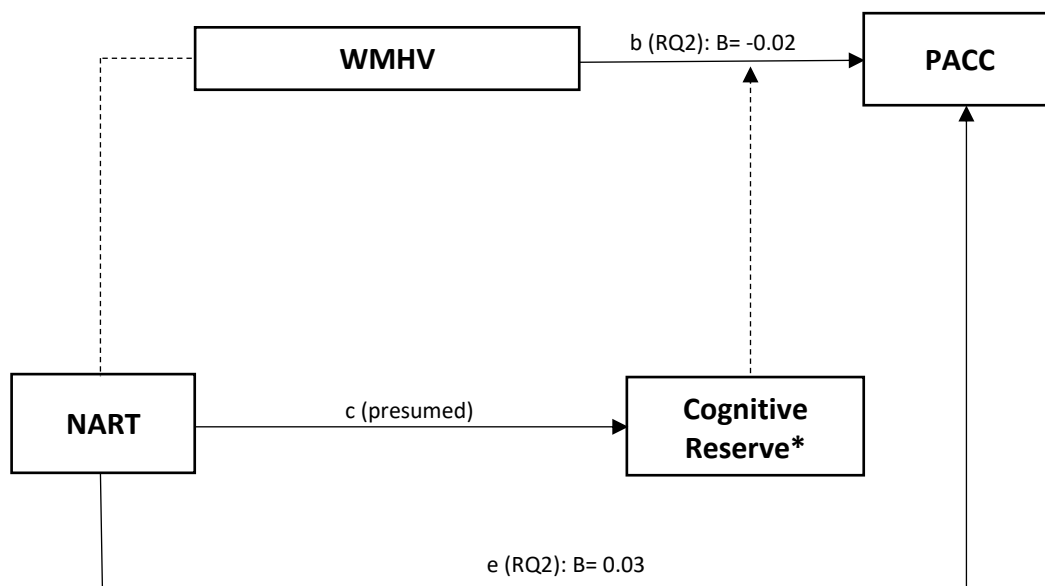 b (RQ2): B= -0.02
WMHV
PACC
c (presumed)
NART
Cognitive
Reserve*
e (RQ2): B= 0.03